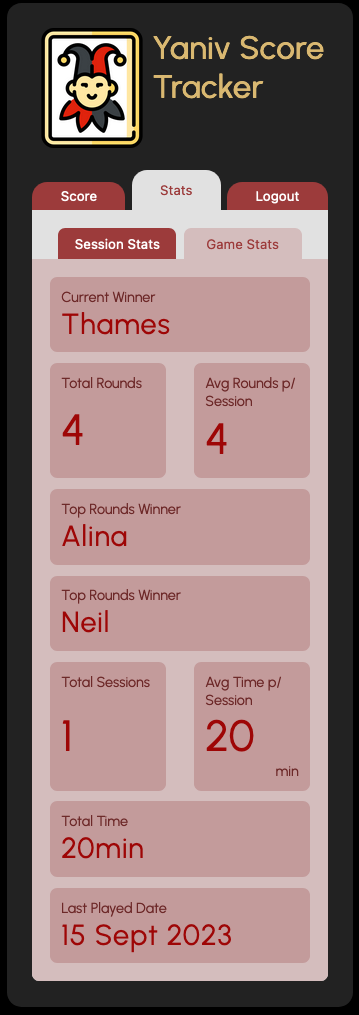 Yaniv Score
Tracker
Score
Stats
Logout
Session Stats
Game Stats
Current Winner
Thames
Total Rounds
4
Avg Rounds p/
Session
4
Top Rounds Winner
Alina
Top Rounds Winner
Neil
Total Sessions
1
Avg Time p/
Session
20
min
Total Time
20min
Last Played Date
15 Sept 2023